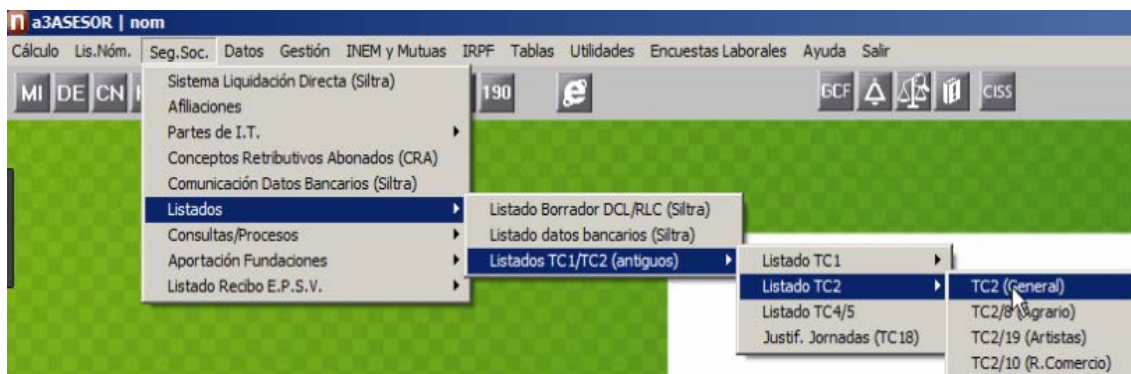 n a3ASESOR | nom
Cálculo Lis.Nóm. Seg.Soc. Datos Gestión INEM y Mutuas IRPF Tablas Utilidades Encuestas Laborales Ayuda Salir
MI DE CN 190 e GCF CISS
Sistema Liquidación Directa (Siltra)
Afiliaciones
Partes de I.T.
Conceptos Retributivos Abonados (CRA)
Comunicación Datos Bancarios (Siltra)
Listados
Consultas/Procesos
Aportación Fundaciones
Listado Recibo E.P.S.V.
Listado Borrador DCL/RLC (Siltra)
Listado datos bancarios (Siltra)
Listados TC1/TC2 (antiguos)
Listado TC1
Listado TC2
Listado TC4/5
Justif. Jornadas (TC18)
TC2 (General)
TC2/8 (Agrario)
TC2/19 (Artistas)
TC2/10 (R.Comercio)